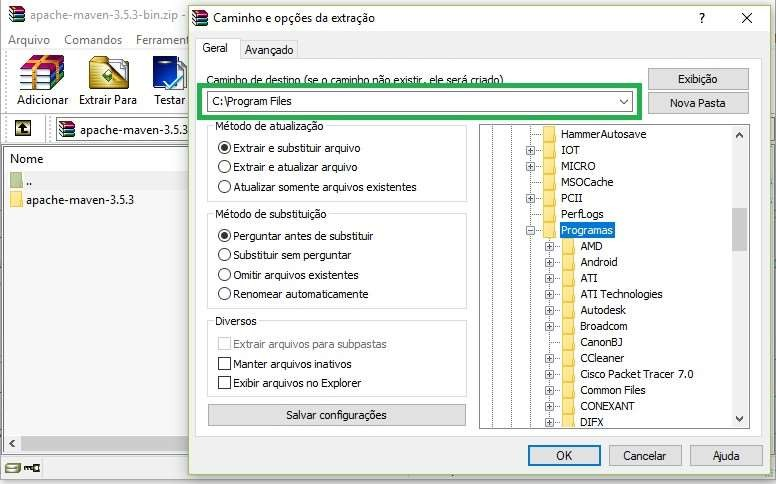 apache-maven-3.5.3-bin.zip -
Arquivo Comandos Ferrament
Adicionar Extrair Para Testar
apache-maven-3.5.3
Nome
..
apache-maven-3.5.3
Caminho e opções da extração
Geral Avançado
Caminho de destino (se o caminho não existir, ele será criado)
C:\Program Files
Exibição
Nova Pasta
Método de atualização
Extrair e substituir arquivo
Extrair e atualizar arquivo
Atualizar somente arquivos existentes
Método de substituição
Perguntar antes de substituir
Substituir sem perguntar
Omitir arquivos existentes
Renomear automaticamente
Diversos
Extrair arquivos para subpastas
Manter arquivos inativos
Exibir arquivos no Explorer
Salvar configurações
HammerAutosave
IOT
MICRO
MSOCache
PCII
PerfLogs
Programas
AMD
Android
ATI
ATI Technologies
Autodesk
Broadcom
CanonBJ
CCleaner
Cisco Packet Tracer 7.0
Common Files
CONEXANT
DIFX
OK Cancelar Ajuda